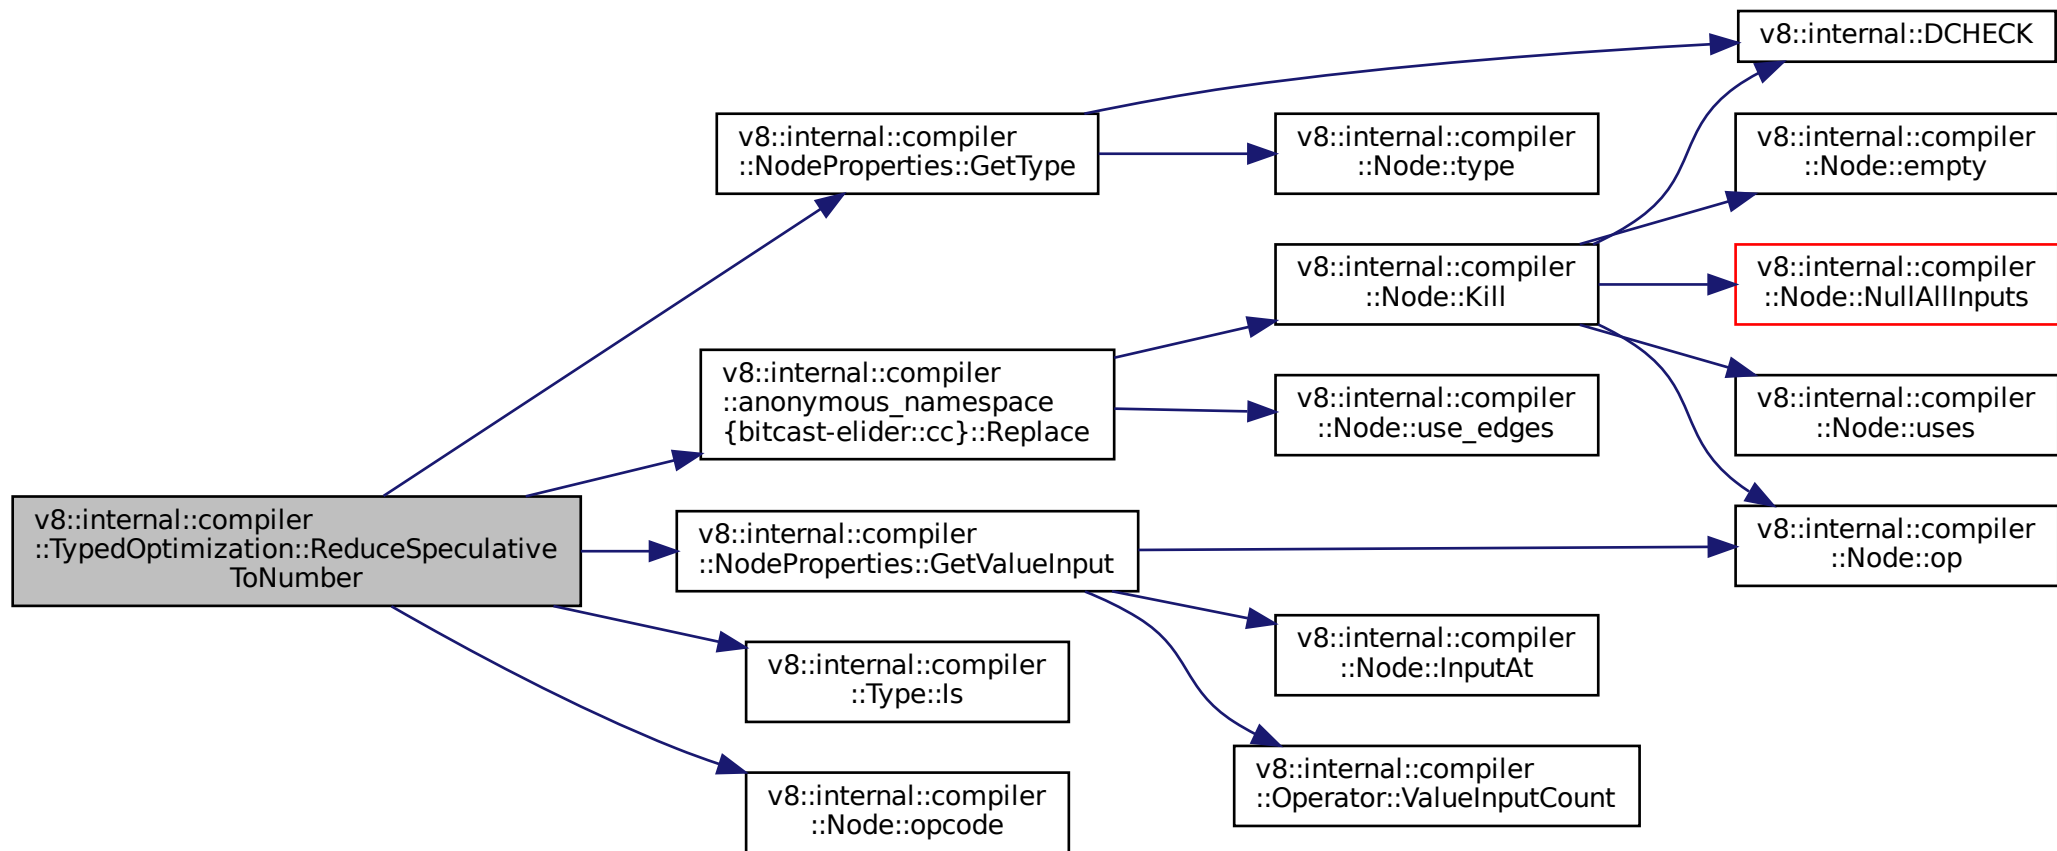 v8::internal::DCHECK
v8::internal::compiler
::NodeProperties::GetType
v8::internal::compiler
::Node::type
v8::internal::compiler
::Node::empty
v8::internal::compiler
::Node::Kill
v8::internal::compiler
::Node::NullAllInputs
v8::internal::compiler
::anonymous_namespace
{bitcast-elider::cc}::Replace
v8::internal::compiler
::Node::use_edges
v8::internal::compiler
::Node::uses
v8::internal::compiler
::TypedOptimization::ReduceSpeculative
ToNumber
v8::internal::compiler
::NodeProperties::GetValueInput
v8::internal::compiler
::Node::op
v8::internal::compiler
::Type::Is
v8::internal::compiler
::Node::InputAt
v8::internal::compiler
::Node::opcode
v8::internal::compiler
::Operator::ValueInputCount